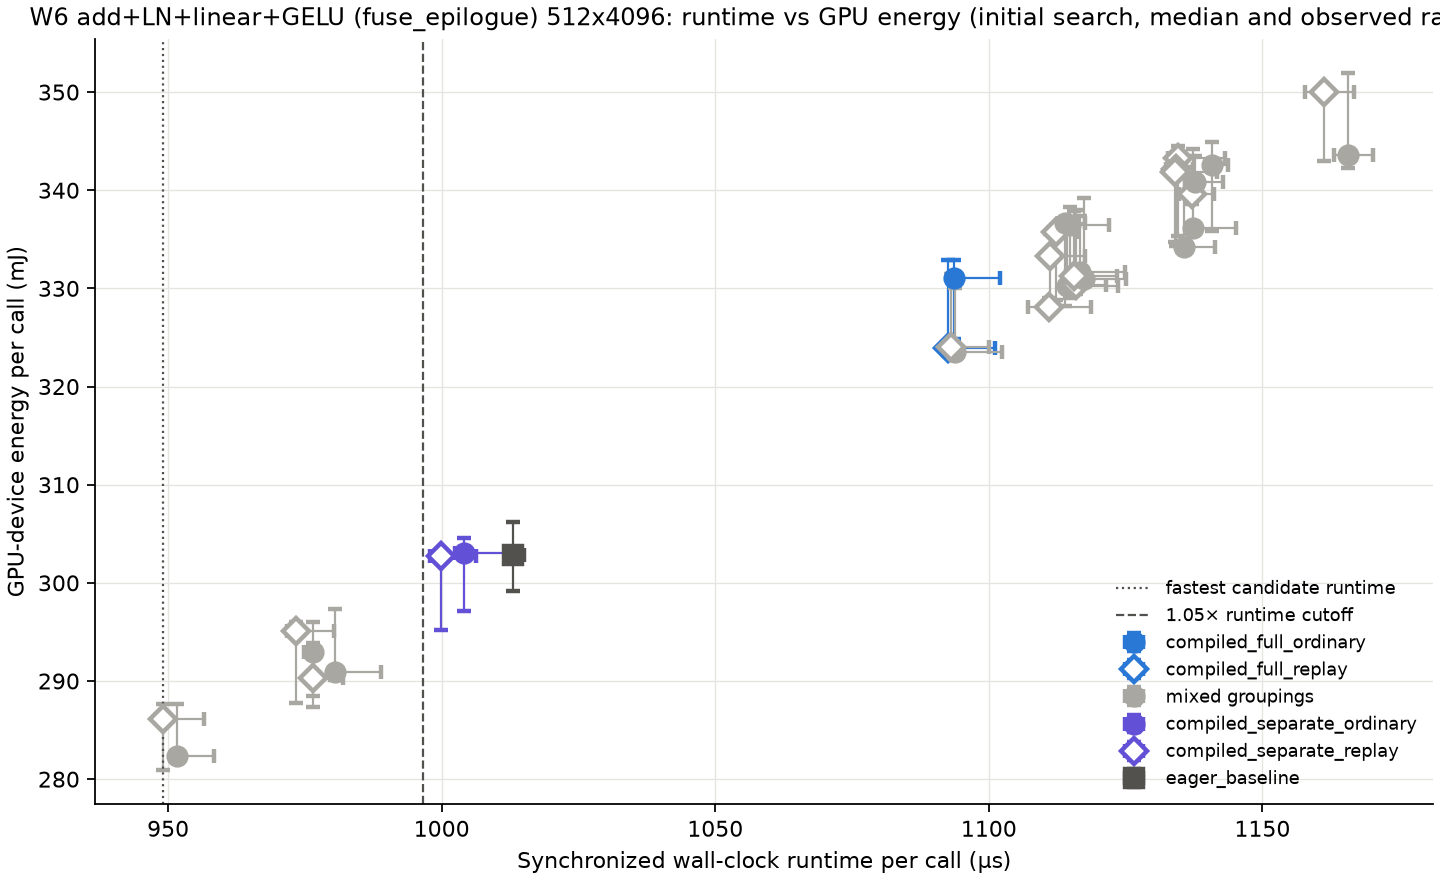 W6 add+LN+linear+GELU (fuse_epilogue) 512x4096: runtime vs GPU energy (initial search, median and observed ra
GPU-device energy per call (mJ)
350
340
330
320
310
300
290
280
950
1000
1050
1100
1150
Synchronized wall-clock runtime per call (µs)
fastest candidate runtime
1.05× runtime cutoff
compiled_full_ordinary
compiled_full_replay
mixed groupings
compiled_separate_ordinary
compiled_separate_replay
eager_baseline